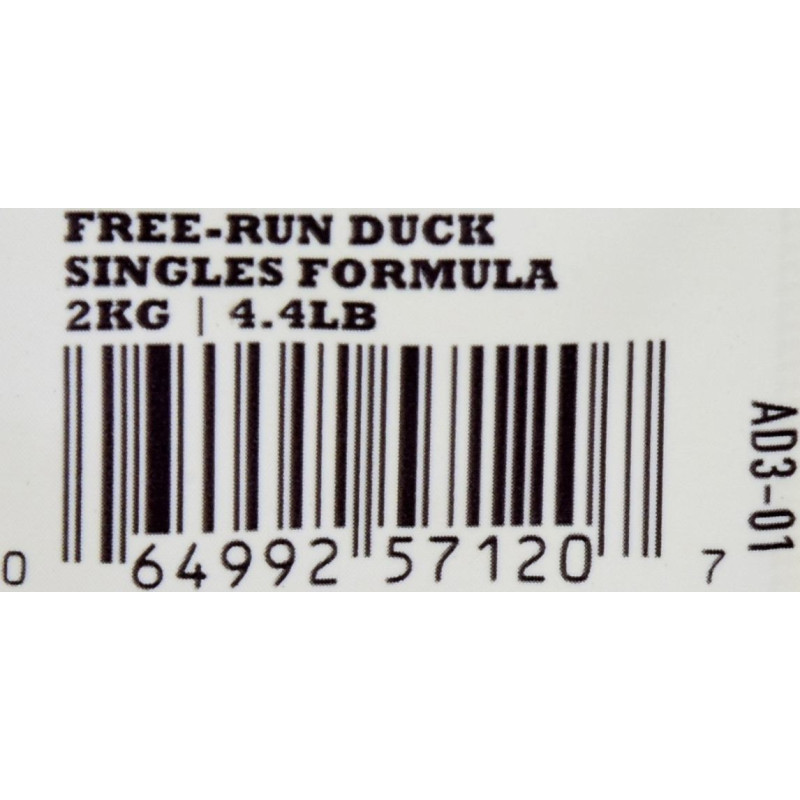 FREE-RUN DUCK
SINGLES FORMULA
2KG | 4.4LB
0 64992 57120 7
AD3-01